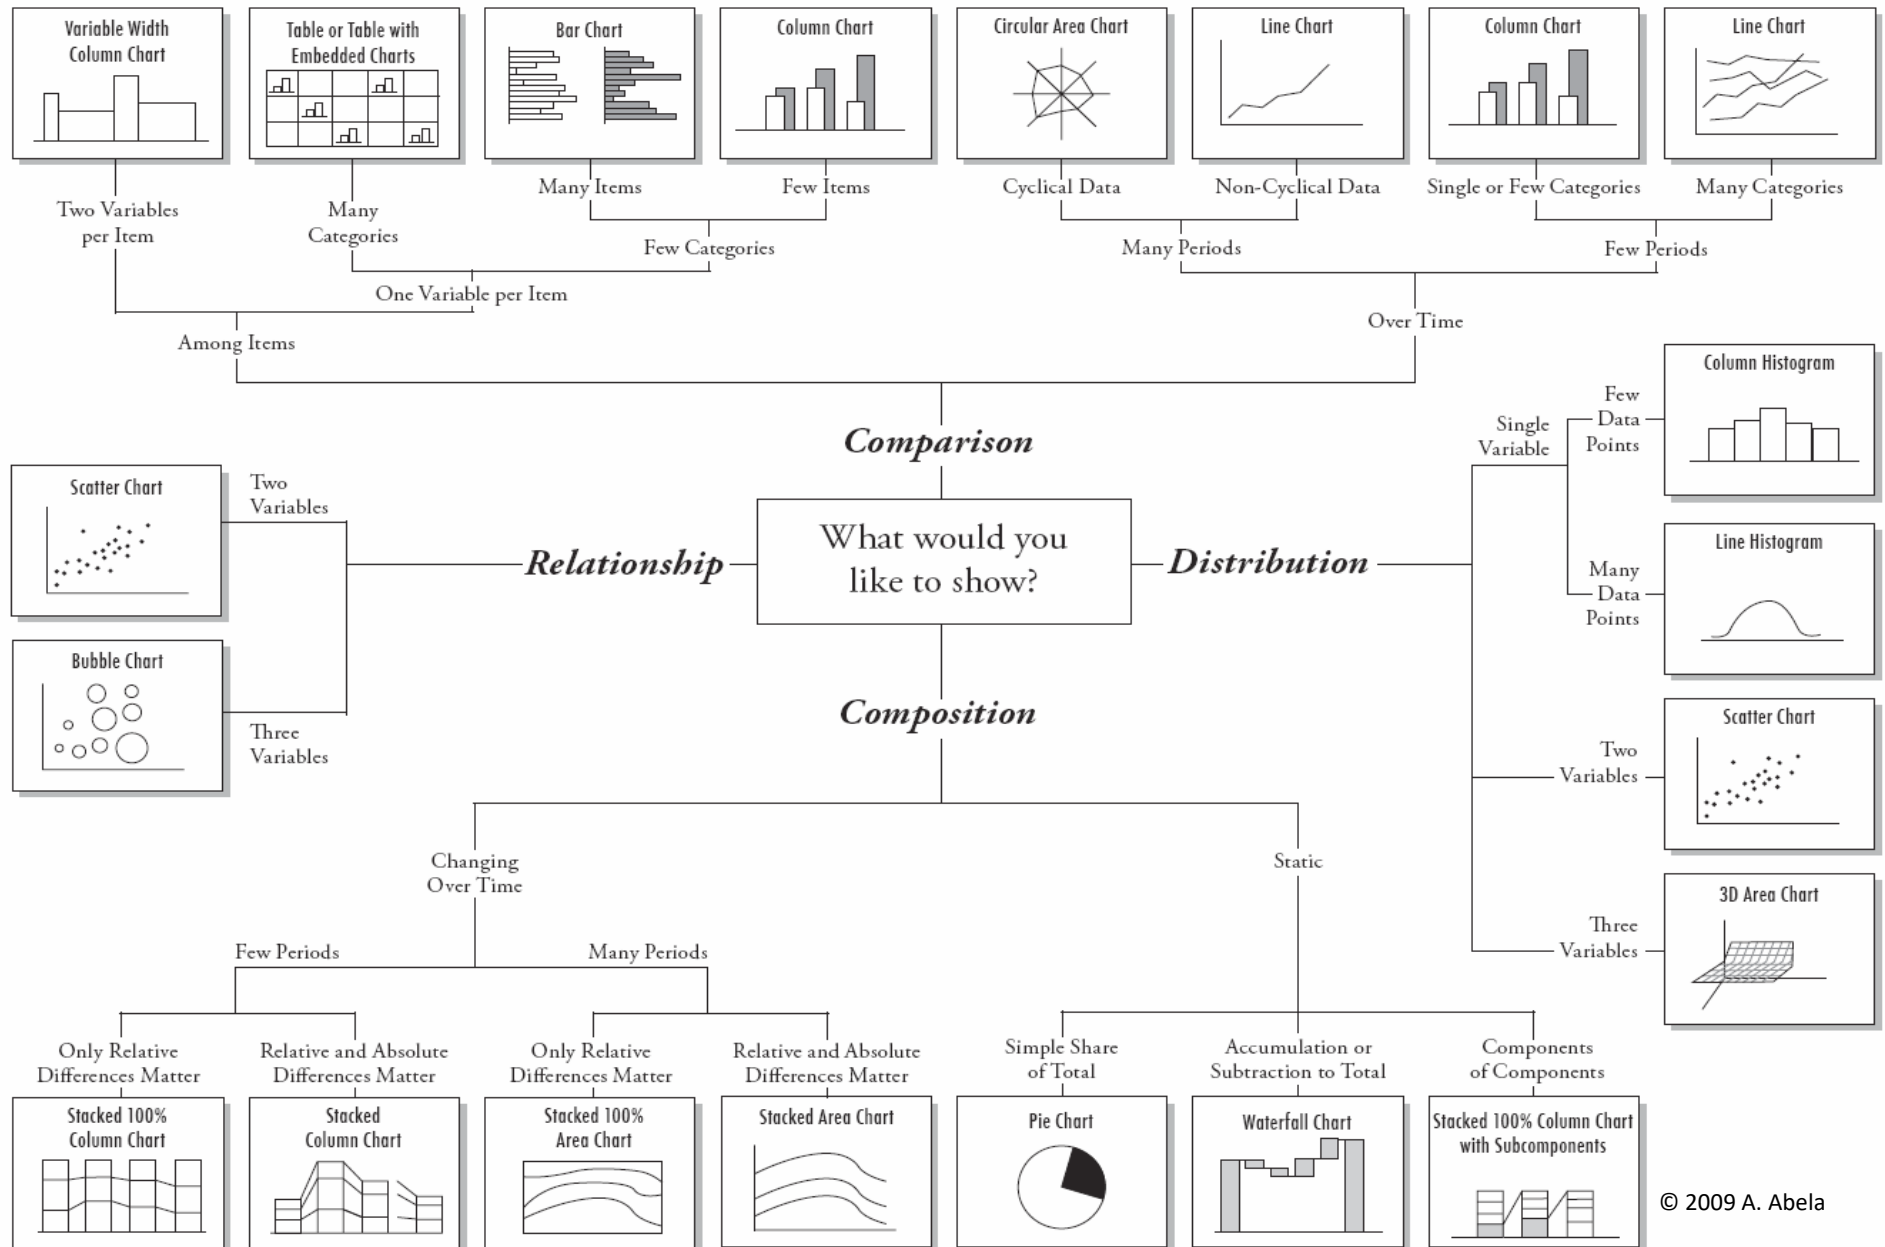 Variable Width
Column Chart
Table or Table with
Embedded Charts
Bar Chart
Column Chart
Circular Area Chart
Line Chart
Column Chart
Line Chart
Two Variables
per Item
Many
Categories
Many Items
Few Items
Cyclical Data
Non-Cyclical Data
Single or Few Categories
Many Categories
Few Categories
Many Periods
Few Periods
One Variable per Item
Among Items
Over Time
Comparison
What would you
like to show?
Relationship
Two
Variables
Scatter Chart
Three
Variables
Bubble Chart
Distribution
Single
Variable
Few
Data
Points
Column Histogram
Many
Data
Points
Line Histogram
Two
Variables
Scatter Chart
Three
Variables
3D Area Chart
Composition
Changing
Over Time
Static
Few Periods
Many Periods
Only Relative
Differences Matter
Relative and Absolute
Differences Matter
Only Relative
Differences Matter
Relative and Absolute
Differences Matter
Simple Share
of Total
Accumulation or
Subtraction to Total
Components
of Components
Stacked 100%
Column Chart
Stacked
Column Chart
Stacked 100%
Area Chart
Stacked Area Chart
Pie Chart
Waterfall Chart
Stacked 100% Column Chart
with Subcomponents
© 2009 A. Abela